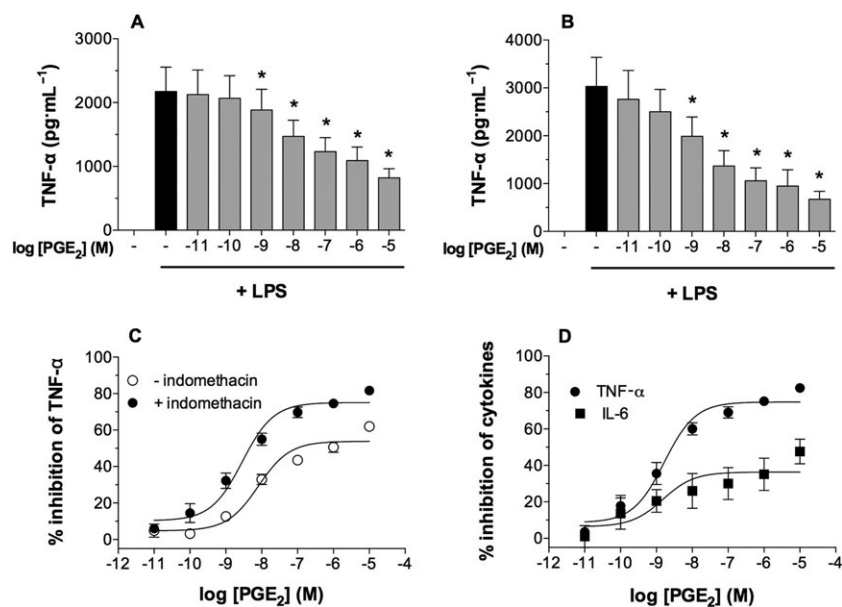 A
TNF-α (pg·mL⁻¹)
3000
2000
1000
0
* * * * *
log [PGE₂] (M) - - -11 -10 -9 -8 -7 -6 -5
+ LPS
B
TNF-α (pg·mL⁻¹)
4000
3000
2000
1000
0
* * * * *
log [PGE₂] (M) - - -11 -10 -9 -8 -7 -6 -5
+ LPS
C
% inhibition of TNF-α
100
80
60
40
20
0
- indomethacin
+ indomethacin
-12 -11 -10 -9 -8 -7 -6 -5 -4
log [PGE₂] (M)
D
% inhibition of cytokines
100
80
60
40
20
0
TNF-α
IL-6
-12 -11 -10 -9 -8 -7 -6 -5 -4
log [PGE₂] (M)